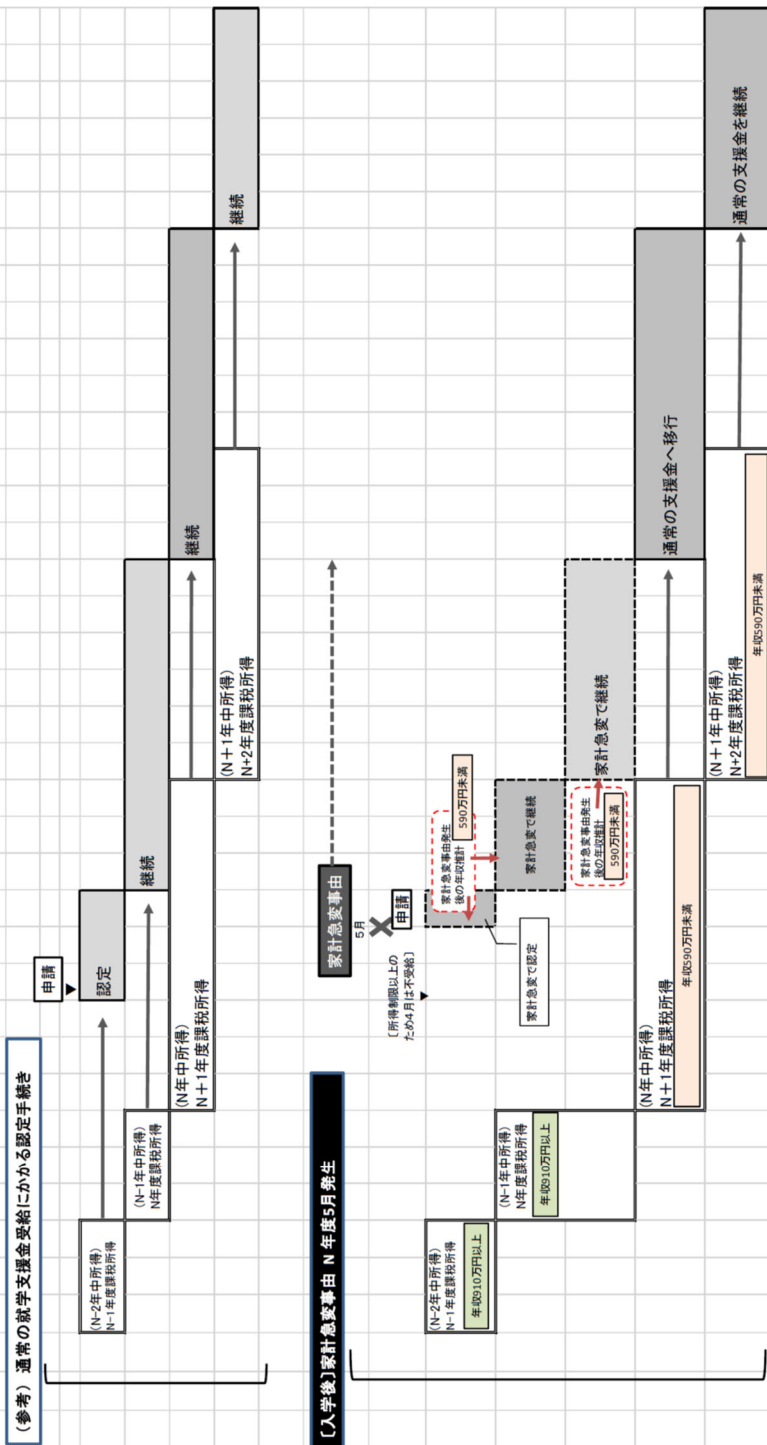 (参考) 通常の就学支援金受給にかかる認定手続き
申請
▼
(N-2年中所得)
N-1年度課税所得
認定
(N-1年中所得)
N年度課税所得
継続
(N年中所得)
N+1年度課税所得
継続
(N+1年中所得)
N+2年度課税所得
継続
〔入学後〕家計急変事由 N 年度5月発生
家計急変事由
5月
申請
〔所得制限以上の
ため4月は不受給〕
▼
(N-2年中所得)
N-1年度課税所得
年収910万円以上
家計急変事由発生
後の年収推計
590万円未満
家計急変で認定
(N-1年中所得)
N年度課税所得
年収910万円以上
家計急変で継続
家計急変事由発生
後の年収推計
590万円未満
家計急変で継続
(N年中所得)
N+1年度課税所得
年収590万円未満
通常の支援金へ移行
(N+1年中所得)
N+2年度課税所得
年収590万円未満
通常の支援金を継続